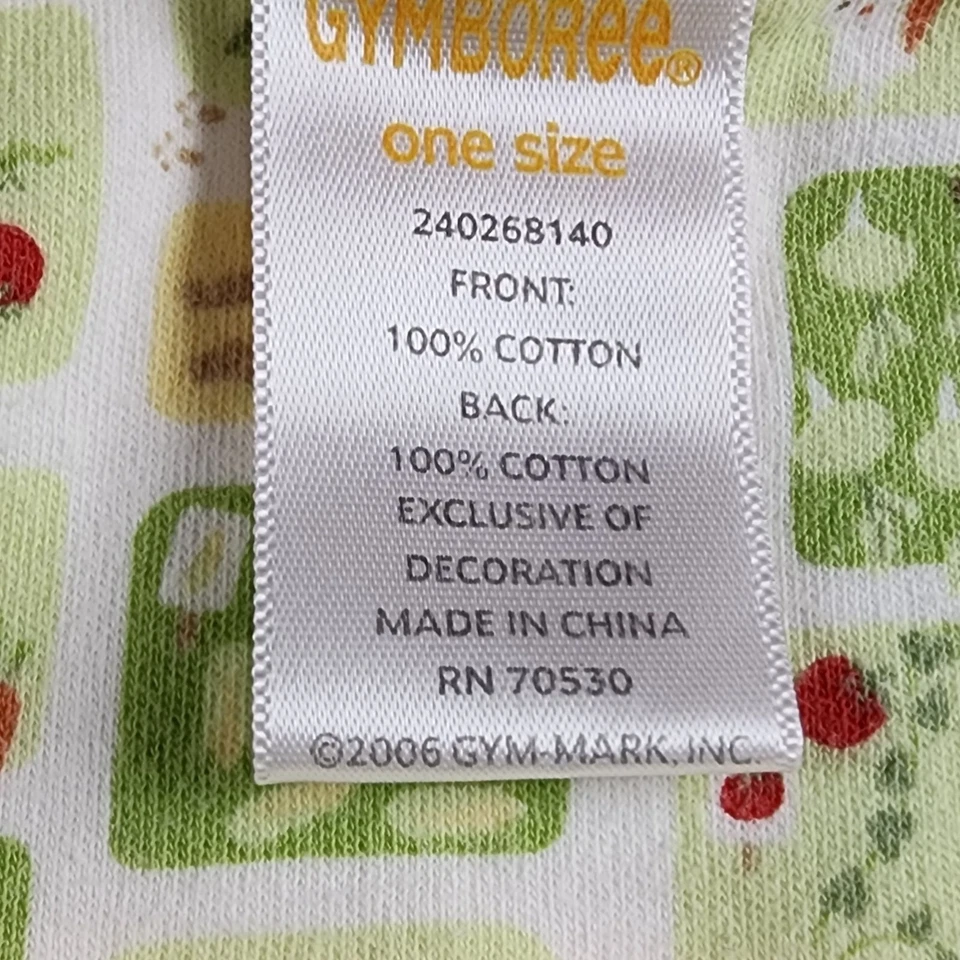 GYMBOREE®
one size
240268140
FRONT:
100% COTTON
BACK:
100% COTTON
EXCLUSIVE OF
DECORATION
MADE IN CHINA
RN 70530
©2006 GYM-MARK, INC.